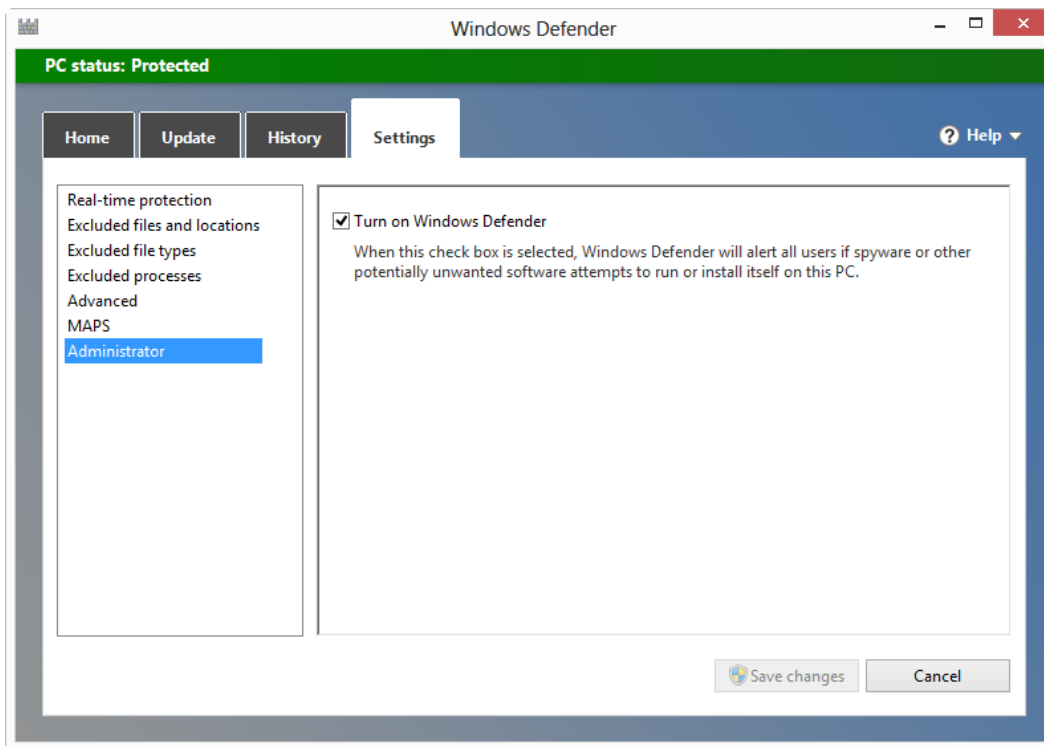 Windows Defender
PC status: Protected
Home
Update
History
Settings
Help
Real-time protection
Excluded files and locations
Excluded file types
Excluded processes
Advanced
MAPS
Administrator
Turn on Windows Defender
When this check box is selected, Windows Defender will alert all users if spyware or other
potentially unwanted software attempts to run or install itself on this PC.
Save changes
Cancel